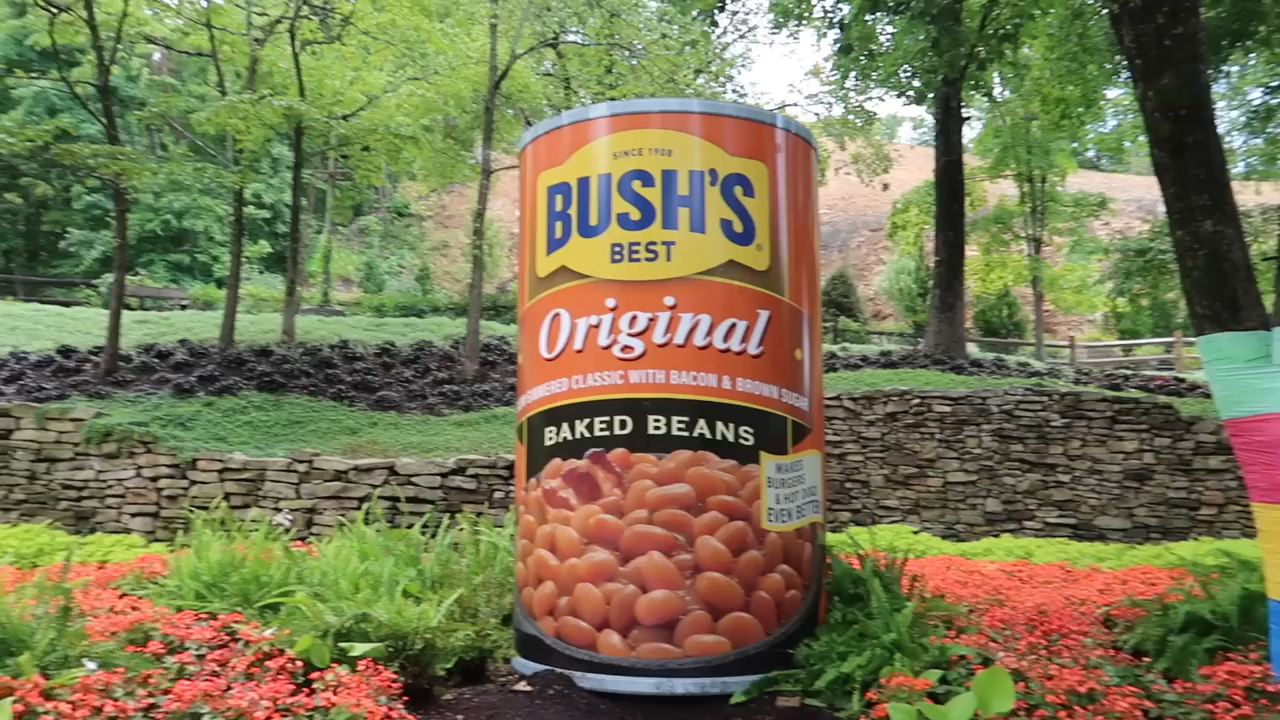 SINCE 1908
BUSH'S
BEST
Original
CLASSIC WITH BACON & BROWN SUGAR
BAKED BEANS
MAKES
BURGERS
& HOT DOGS
EVEN BETTER